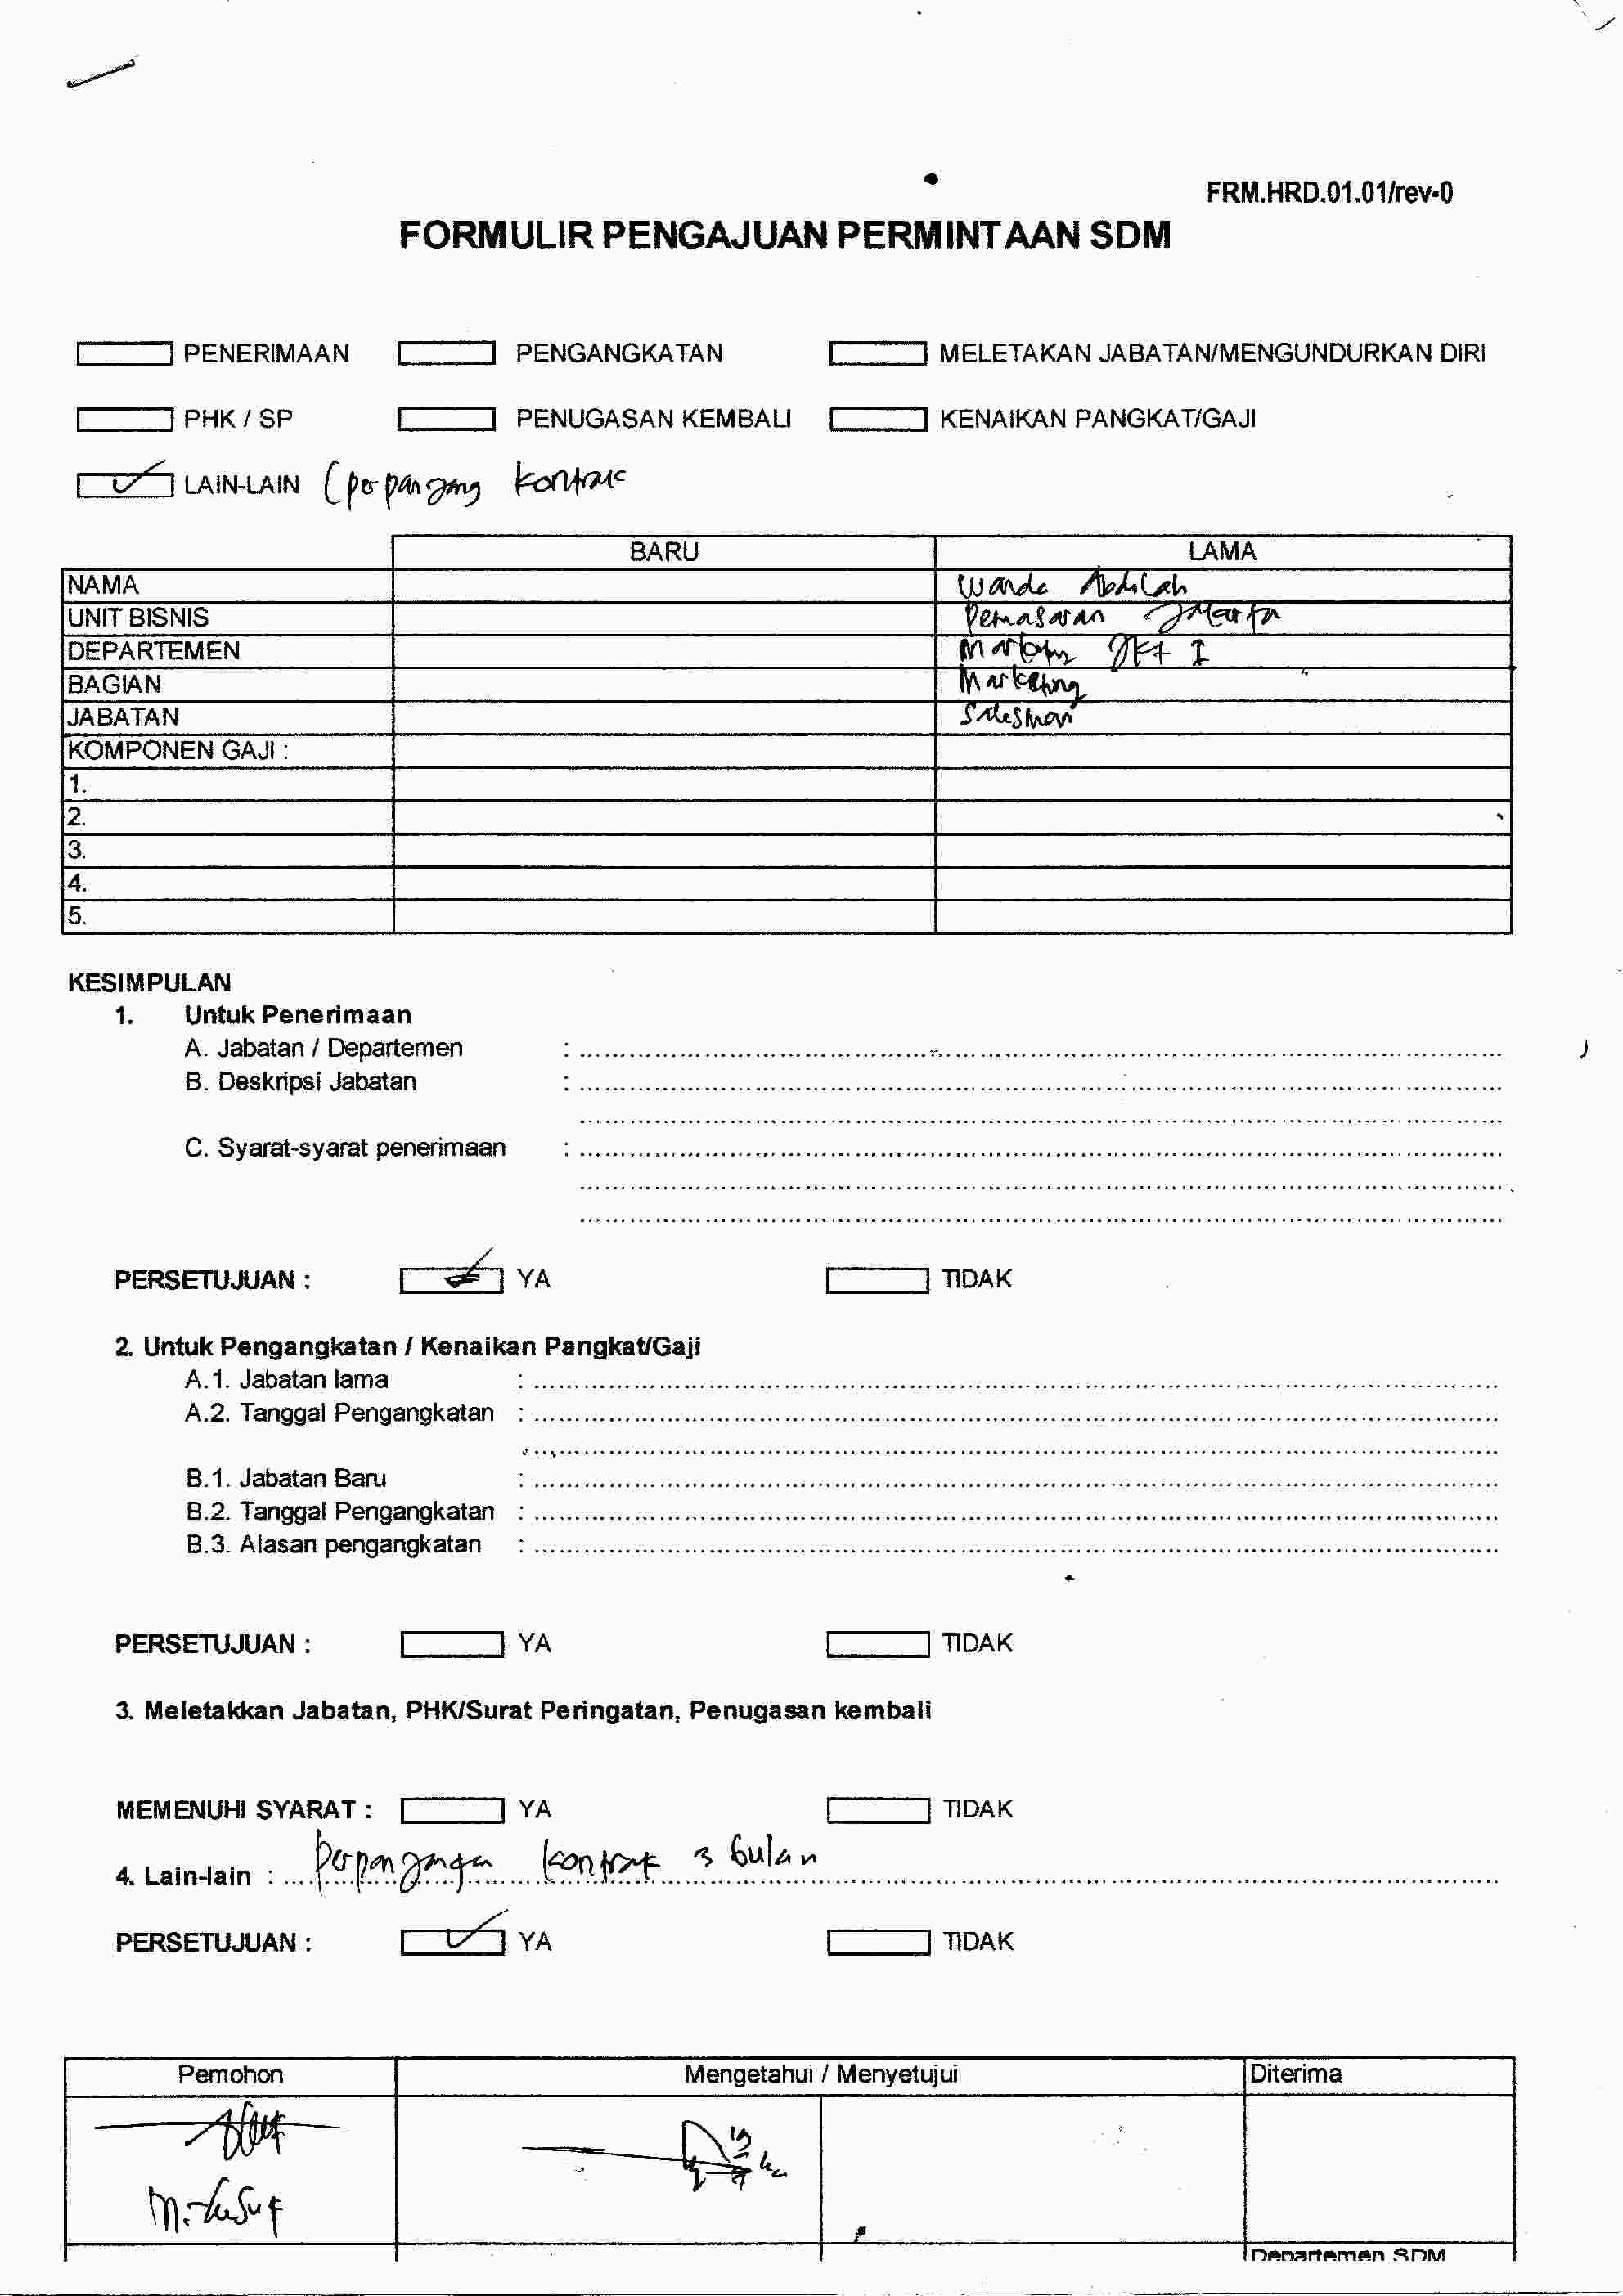 FRM.HRD.01.01/rev-0
FORMULIR PENGAJUAN PERMINTAAN SDM
PENERIMAAN PENGANGKATAN MELETAKAN JABATAN/MENGUNDURKAN DIRI
PHK / SP PENUGASAN KEMBALI KENAIKAN PANGKAT/GAJI
LAIN-LAIN (perpanjang kontrak
BARU LAMA
NAMA Wanda Abdilah
UNIT BISNIS Pemasaran Jakarta
DEPARTEMEN JKT I
BAGIAN Marketing
JABATAN Salesman
KOMPONEN GAJI :
1.
2.
3.
4.
5.
KESIMPULAN
1. Untuk Penerimaan
A. Jabatan / Departemen :
B. Deskripsi Jabatan :
C. Syarat-syarat penerimaan :
PERSETUJUAN : YA TIDAK
2. Untuk Pengangkatan / Kenaikan Pangkat/Gaji
A.1. Jabatan lama :
A.2. Tanggal Pengangkatan :
B.1. Jabatan Baru :
B.2. Tanggal Pengangkatan :
B.3. Alasan pengangkatan :
PERSETUJUAN : YA TIDAK
3. Meletakkan Jabatan, PHK/Surat Peringatan, Penugasan kembali
MEMENUHI SYARAT : YA TIDAK
4. Lain-lain : Perpanjangan kontrak 3 bulan
PERSETUJUAN : YA TIDAK
Pemohon Mengetahui / Menyetujui Diterima
M. Yusuf
Departemen SDM